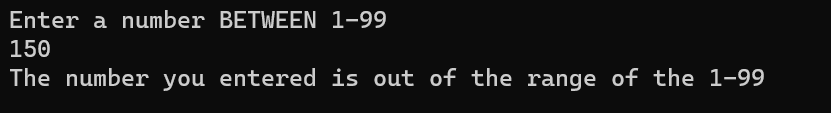 Enter a number BETWEEN 1-99
150
The number you entered is out of the range of the 1-99